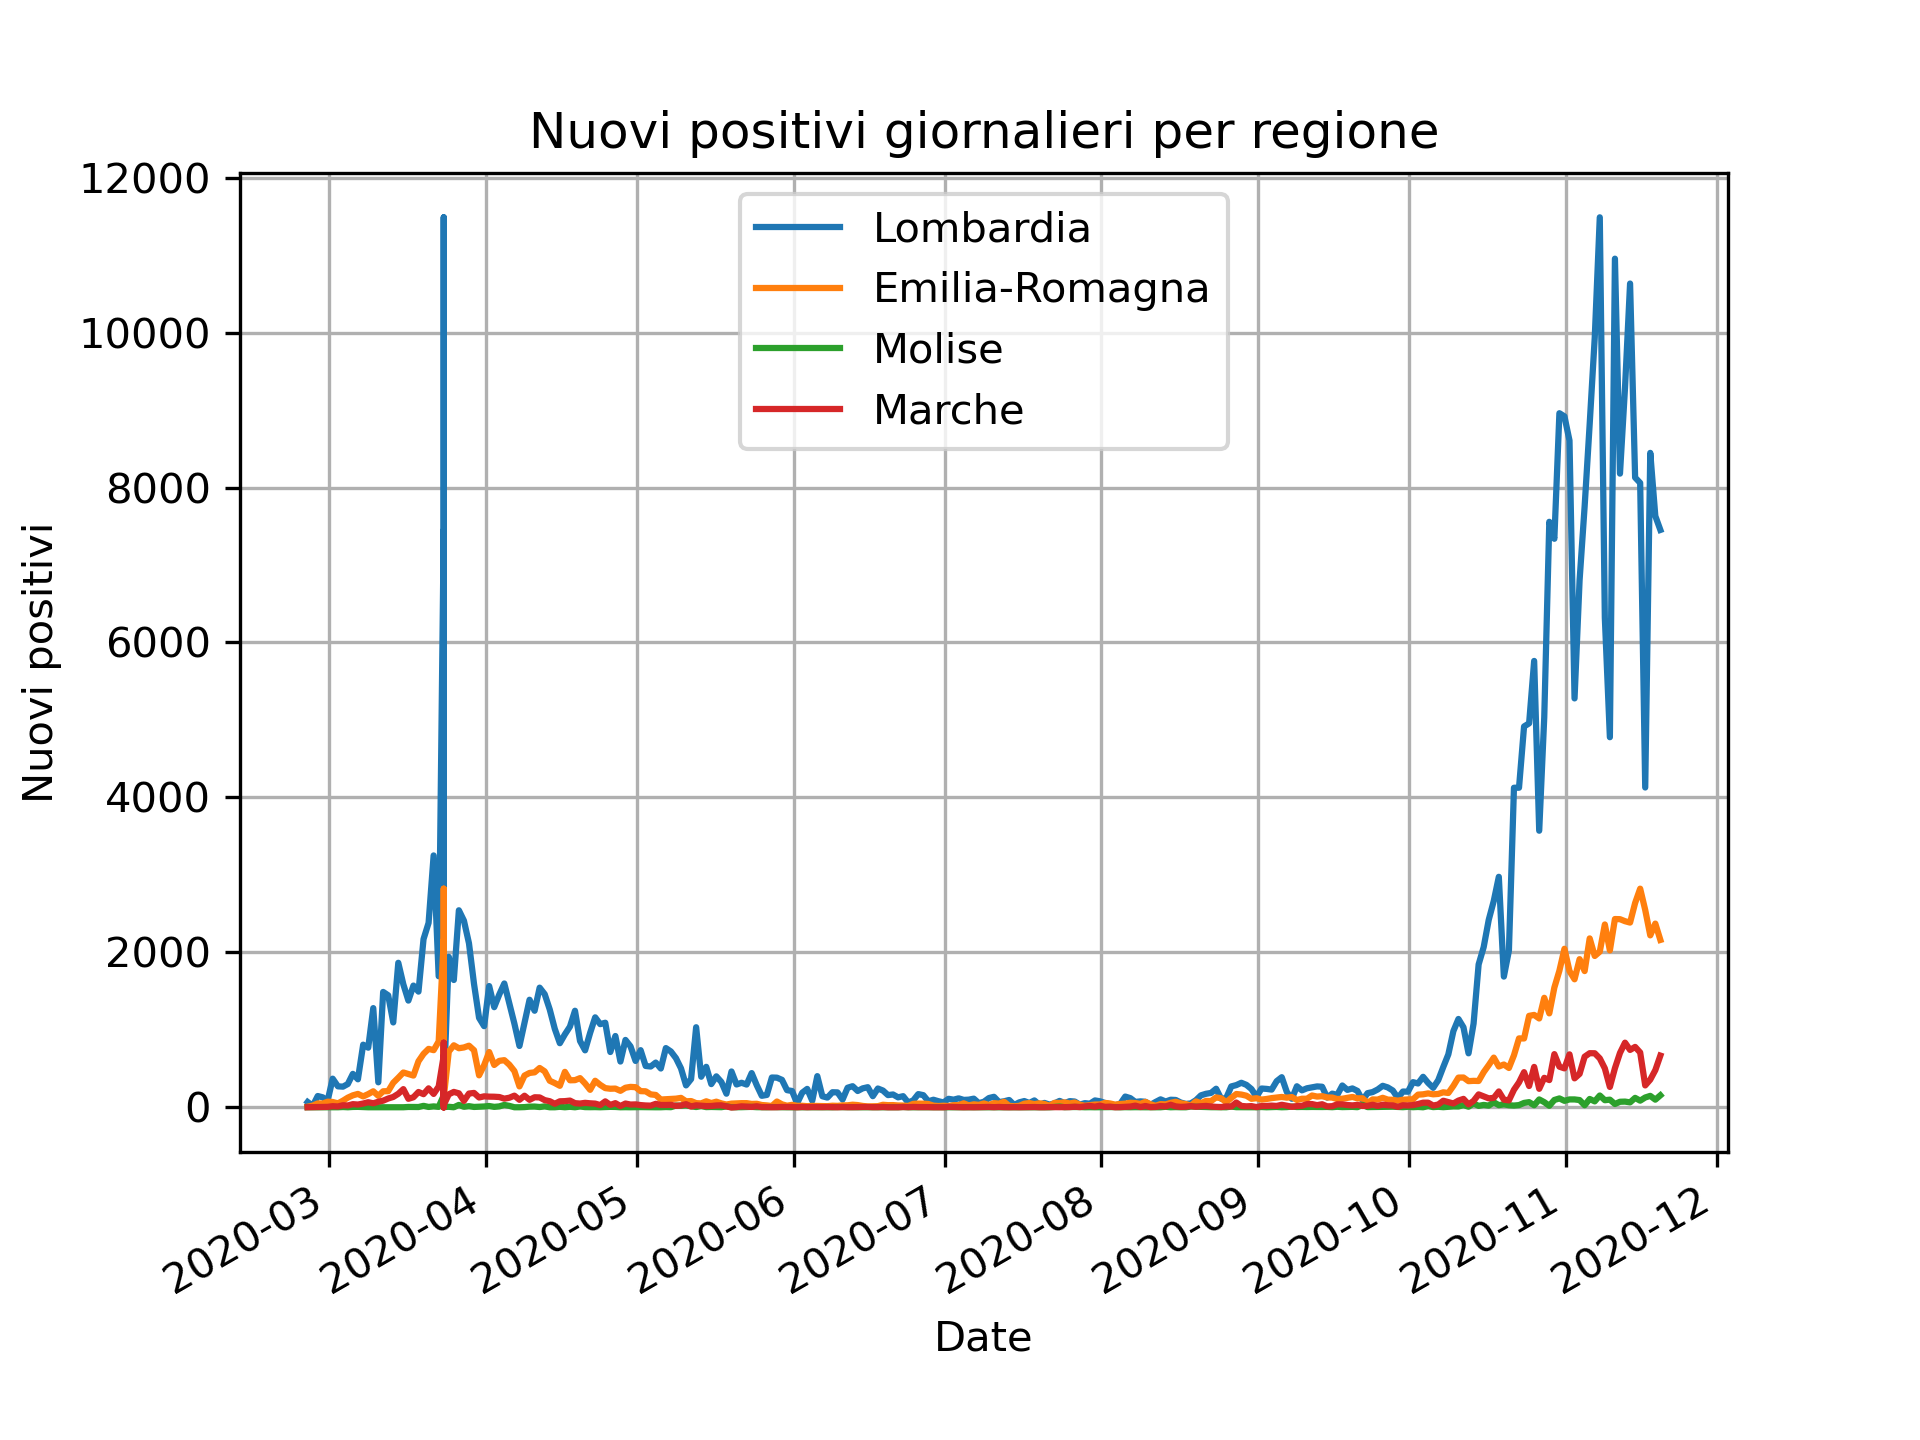 Nuovi positivi giornalieri per regione
12000
10000
8000
6000
4000
2000
0
Nuovi positivi
Lombardia
Emilia-Romagna
Molise
Marche
2020-03
2020-04
2020-05
2020-06
2020-07
2020-08
2020-09
2020-10
2020-11
2020-12
Date